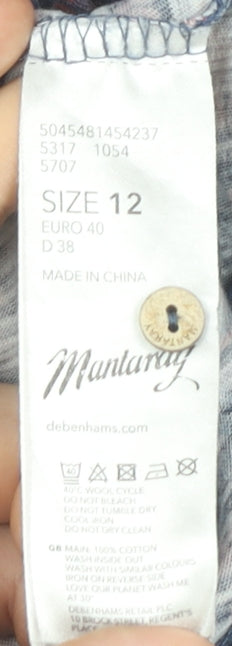 5045481454237
5317 1054
5707
SIZE 12
EURO 40
D 38
MADE IN CHINA
MANTARAY
Mantaray
debenhams.com
40
40°C WOOL CYCLE
DO NOT BLEACH
DO NOT TUMBLE DRY
COOL IRON
DO NOT DRY CLEAN
GB MAIN: 100% COTTON
WASH INSIDE OUT
WASH WITH SIMILAR COLOURS
IRON ON REVERSE SIDE
LOVE OUR PLANET WASH ME
AT 30°
DEBENHAMS RETAIL PLC
10 BROCK STREET, REGENT'S
PLACE